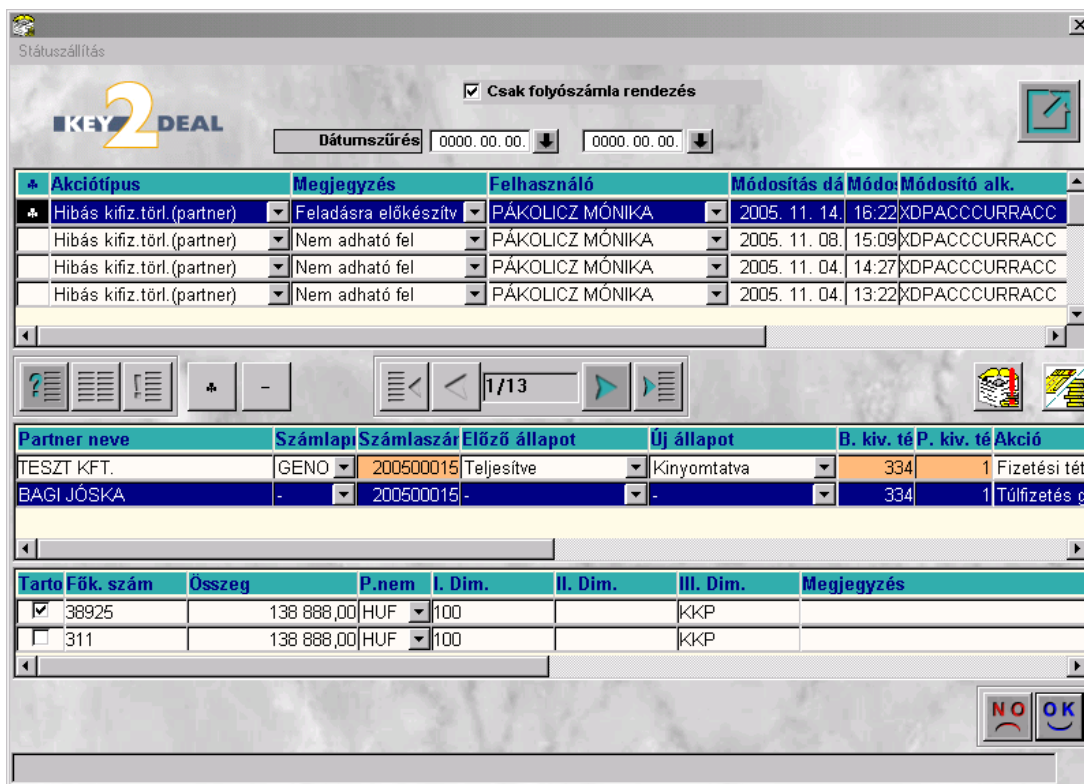 Státuszállítás
KEY 2 DEAL
Csak folyószámla rendezés
Dátumszűrés 0000. 00. 00. 0000. 00. 00.
Akciótípus Megjegyzés Felhasználó Módosítás dá Módos Módosító alk.
Hibás kifiz.törl.(partner) Feladásra előkészítv PÁKOLICZ MÓNIKA 2005. 11. 14. 16:22 XDPACCCURRACC
Hibás kifiz.törl.(partner) Nem adható fel PÁKOLICZ MÓNIKA 2005. 11. 08. 15:09 XDPACCCURRACC
Hibás kifiz.törl.(partner) Nem adható fel PÁKOLICZ MÓNIKA 2005. 11. 04. 14:27 XDPACCCURRACC
Hibás kifiz.törl.(partner) Nem adható fel PÁKOLICZ MÓNIKA 2005. 11. 04. 13:22 XDPACCCURRACC
1/13
Partner neve Számlapı Számlaszár Előző állapot Új állapot B. kiv. té P. kiv. té Akció
TESZT KFT. GENO 200500015 Teljesítve Kinyomtatva 334 1 Fizetési tét
BAGI JÓSKA - 200500015 - - 334 1 Túlfizetés g
Tarto Fők. szám Összeg P.nem I. Dim. II. Dim. III. Dim. Megjegyzés
38925 138 888,00 HUF 100 KKP
311 138 888,00 HUF 100 KKP
NO OK